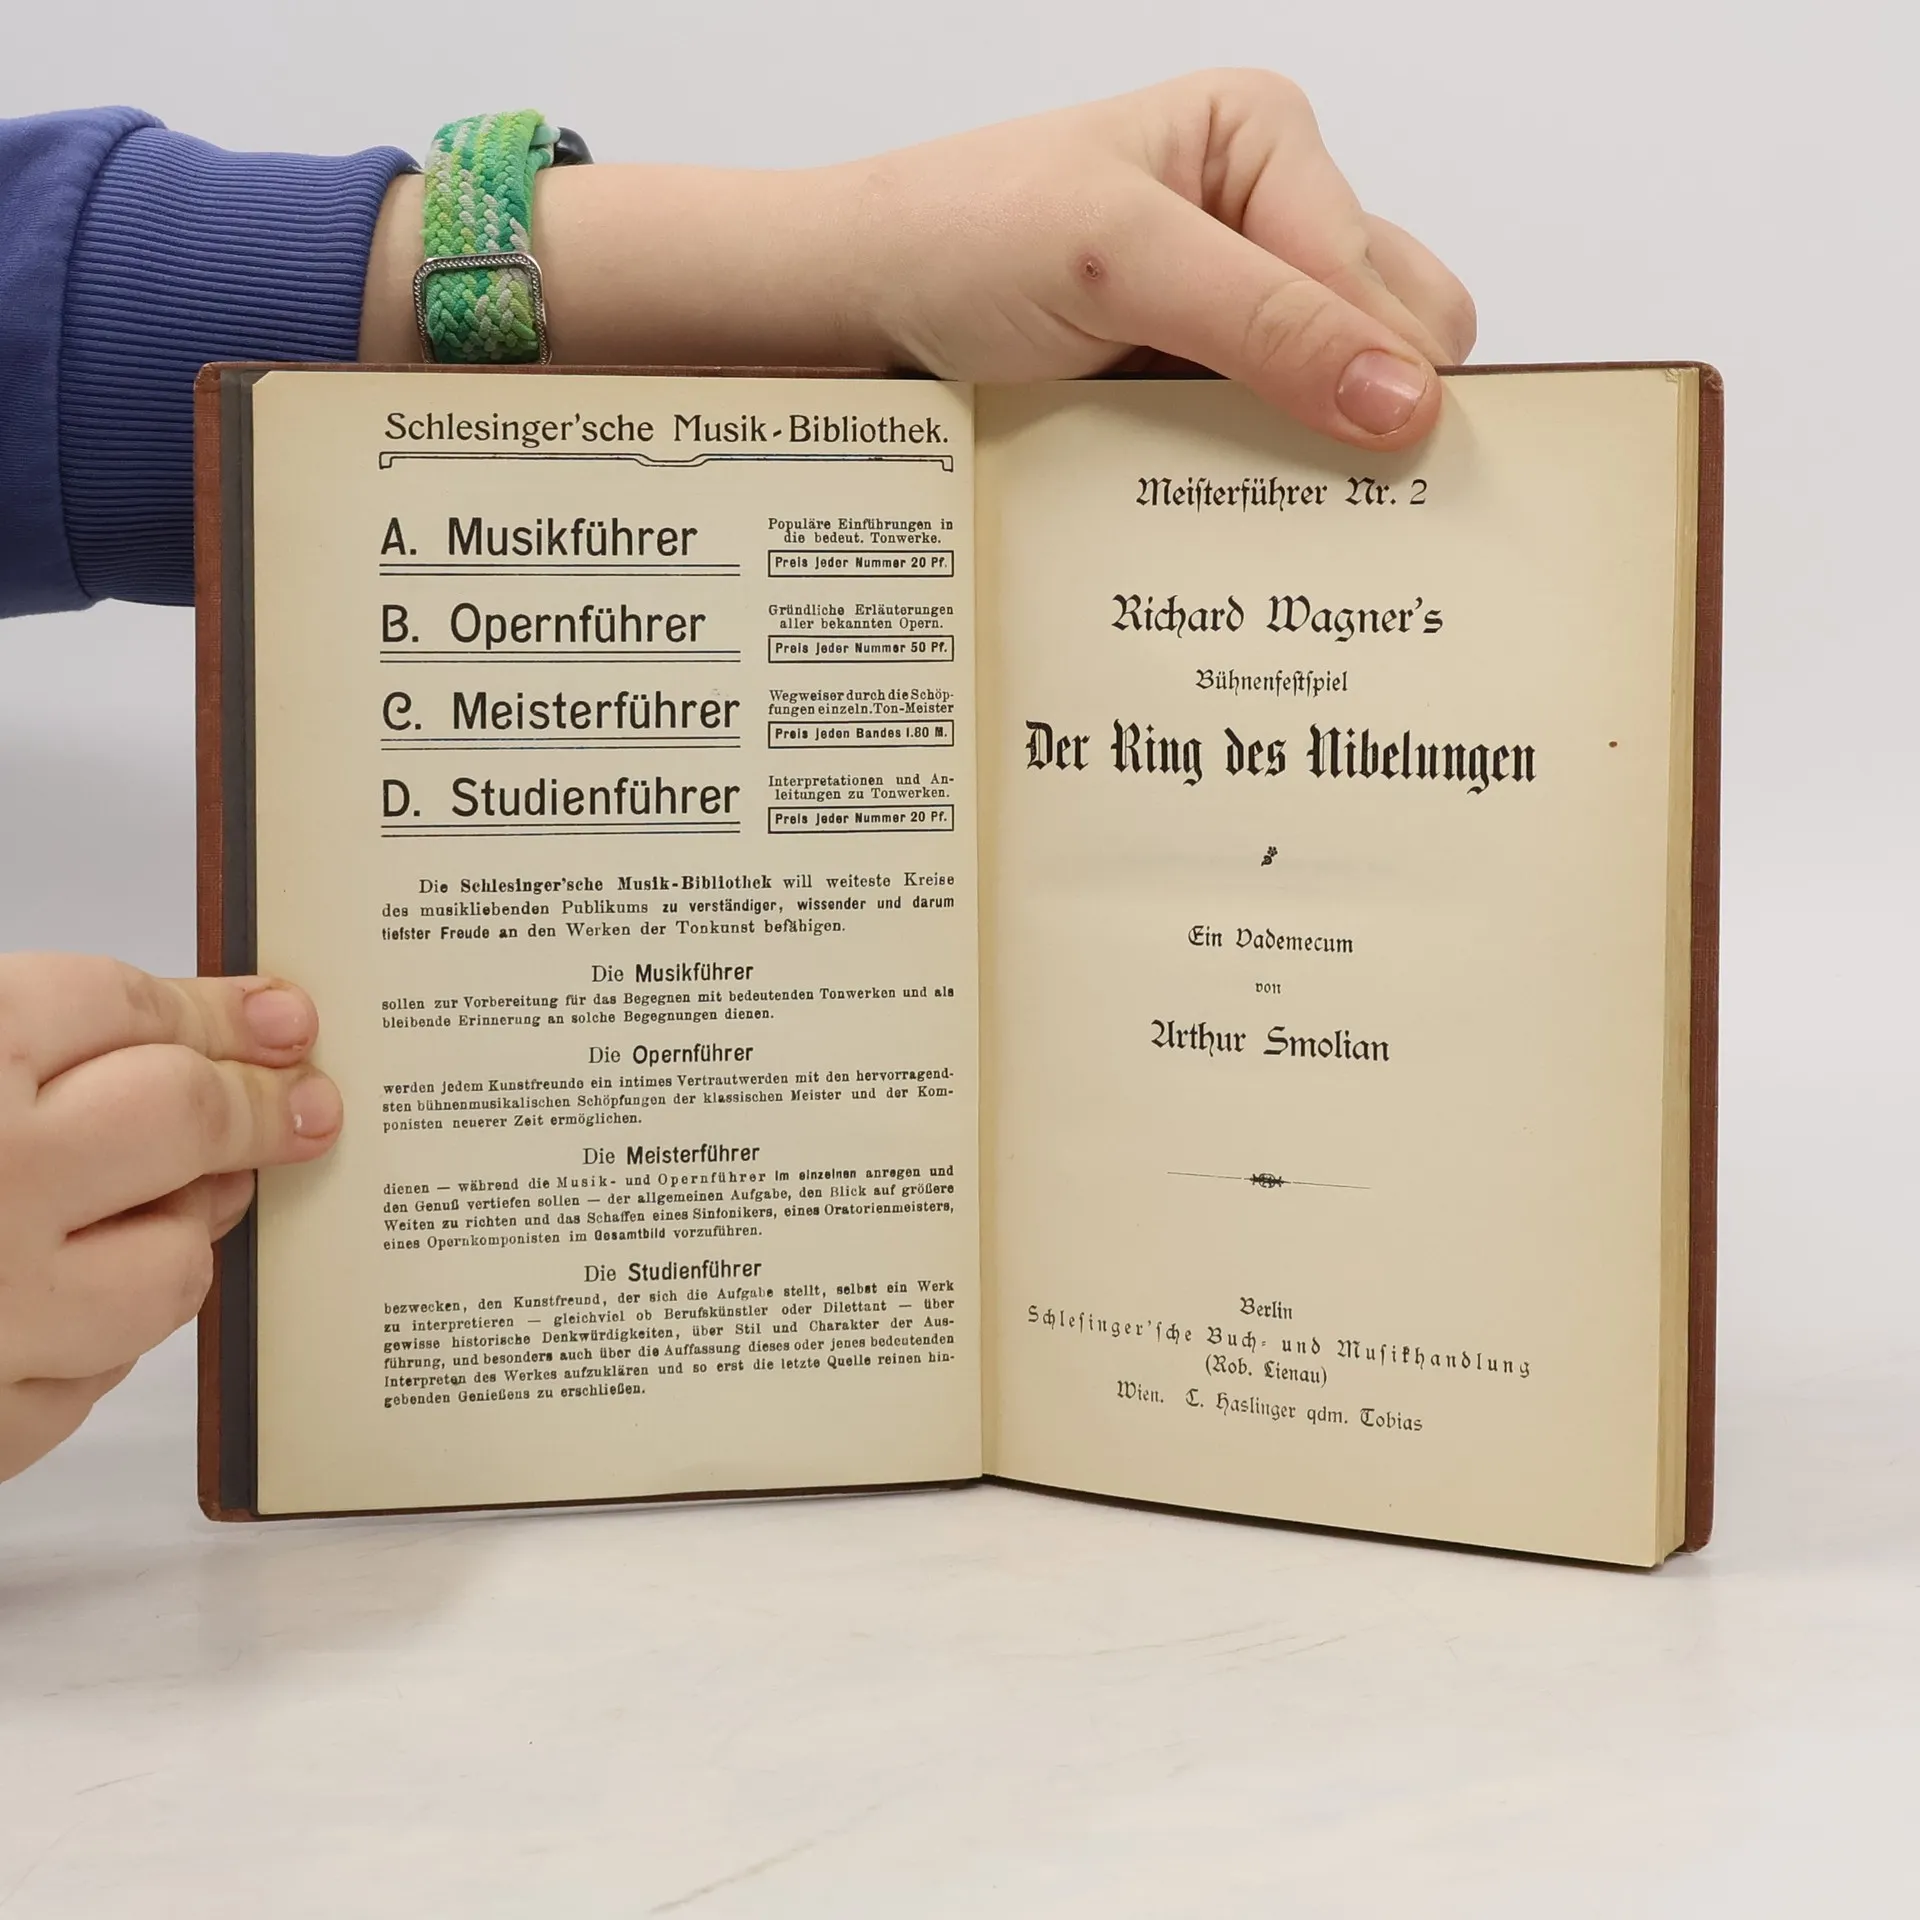 Schlesinger'sche Musik-Bibliothek.
A. Musikführer
Populäre Einführungen in
die bedeut. Tonwerke.
Preis jeder Nummer 20 Pf.
B. Opernführer
Gründliche Erläuterungen
aller bekannten Opern.
Preis jeder Nummer 50 Pf.
C. Meisterführer
Wegweiser durch die Schöp-
fungen einzeln. Ton-Meister
Preis jeden Bandes 1.80 M.
D. Studienführer
Interpretationen und An-
leitungen zu Tonwerken.
Preis jeder Nummer 20 Pf.
Die Schlesinger'sche Musik-Bibliothek will weiteste Kreise
des musikliebenden Publikums zu verständiger, wissender und darum
tiefster Freude an den Werken der Tonkunst befähigen.
Die Musikführer
sollen zur Vorbereitung für das Begegnen mit bedeutenden Tonwerken und als
bleibende Erinnerung an solche Begegnungen dienen.
Die Opernführer
werden jedem Kunstfreunde ein intimes Vertrautwerden mit den hervorragend-
sten bühnenmusikalischen Schöpfungen der klassischen Meister und der Kom-
ponisten neuerer Zeit ermöglichen.
Die Meisterführer
dienen — während die Musik- und Opernführer im einzelnen anregen und
den Genuß vertiefen sollen — der allgemeinen Aufgabe, den Blick auf größere
Weiten zu richten und das Schaffen eines Sinfonikers, eines Oratorienmeisters,
eines Opernkomponisten im Gesamtbild vorzuführen.
Die Studienführer
bezwecken, den Kunstfreund, der sich die Aufgabe stellt, selbst ein Werk
zu interpretieren — gleichviel ob Berufskünstler oder Dilettant — über
gewisse historische Denkwürdigkeiten, über Stil und Charakter der Aus-
führung, und besonders auch über die Auffassung dieses oder jenes bedeutenden
Interpreten des Werkes aufzuklären und so erst die letzte Quelle reinen hin-
gebenden Genießens zu erschließen.
Meiſterführer Nr. 2
Richard Wagner's
Bühnenfeſtſpiel
Der Ring des Nibelungen
Ein Vademecum
von
Arthur Smolian
Berlin
Schleſinger'ſche Buch- und Muſikhandlung
(Rob. Lienau)
Wien. C. Haslinger qdm. Tobias